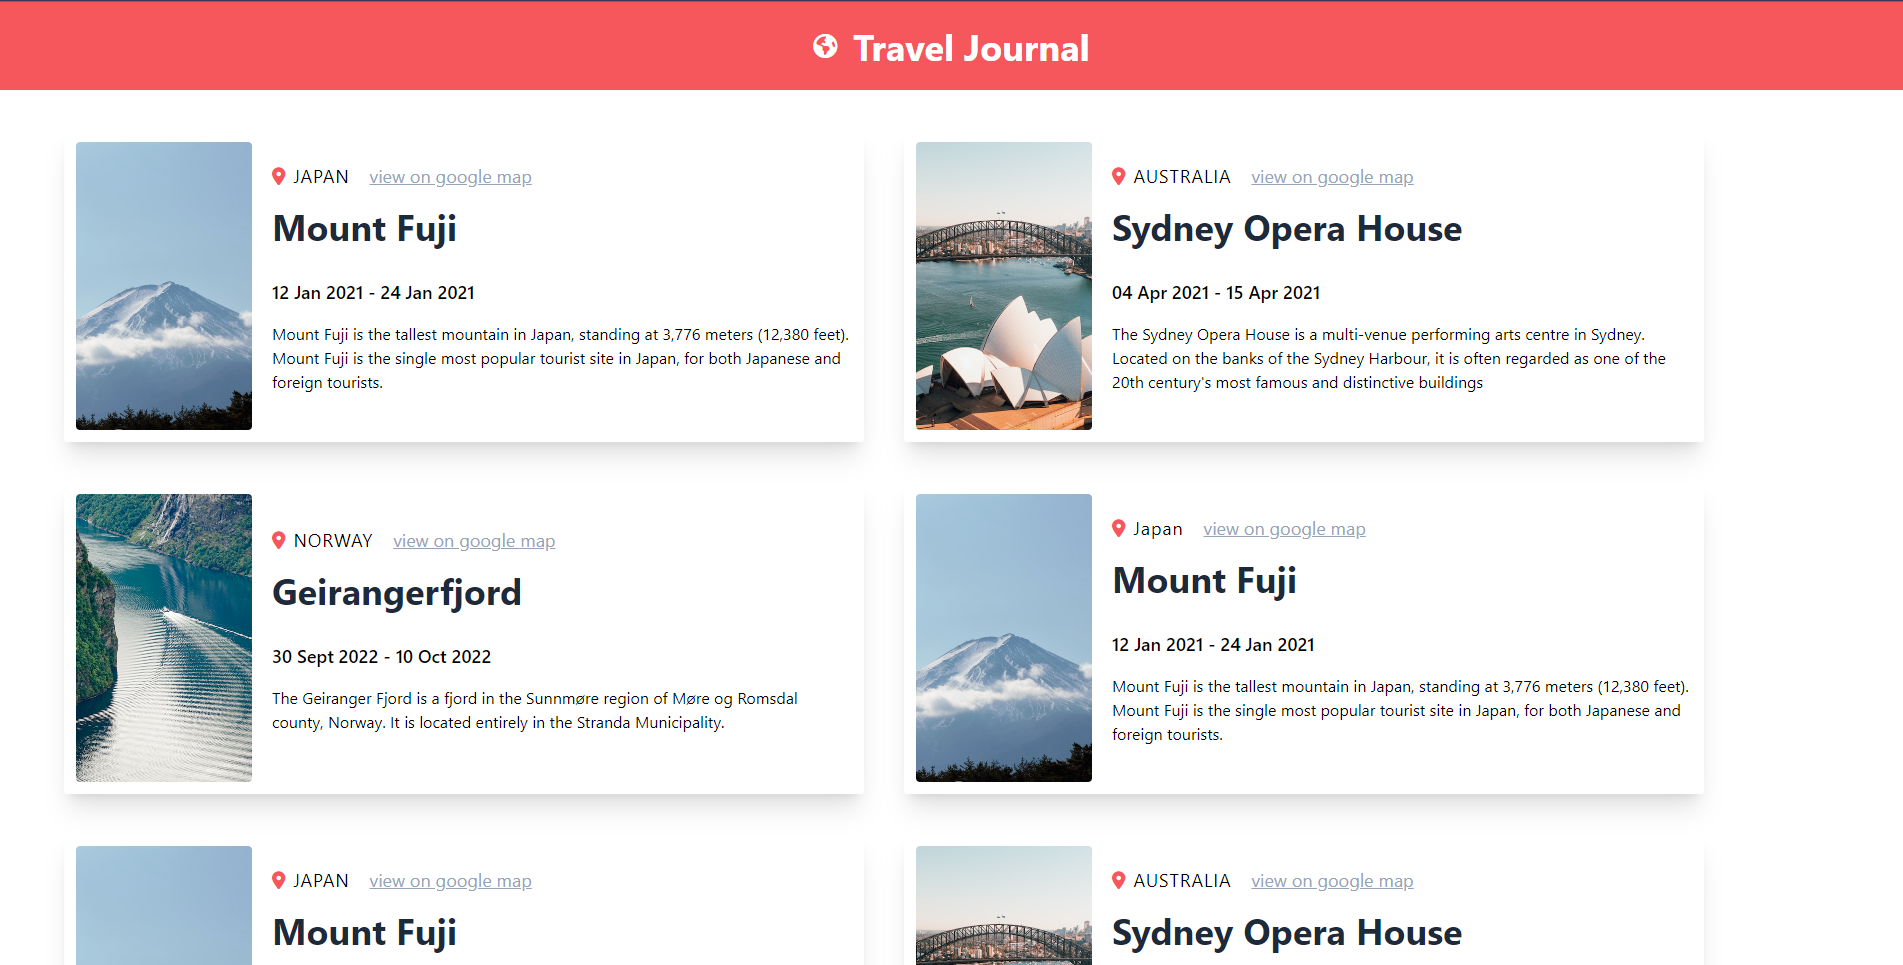 Travel Journal
JAPAN view on google map
Mount Fuji
12 Jan 2021 - 24 Jan 2021
Mount Fuji is the tallest mountain in Japan, standing at 3,776 meters (12,380 feet).
Mount Fuji is the single most popular tourist site in Japan, for both Japanese and
foreign tourists.
AUSTRALIA view on google map
Sydney Opera House
04 Apr 2021 - 15 Apr 2021
The Sydney Opera House is a multi-venue performing arts centre in Sydney.
Located on the banks of the Sydney Harbour, it is often regarded as one of the
20th century's most famous and distinctive buildings
NORWAY view on google map
Geirangerfjord
30 Sept 2022 - 10 Oct 2022
The Geiranger Fjord is a fjord in the Sunnmøre region of Møre og Romsdal
county, Norway. It is located entirely in the Stranda Municipality.
Japan view on google map
Mount Fuji
12 Jan 2021 - 24 Jan 2021
Mount Fuji is the tallest mountain in Japan, standing at 3,776 meters (12,380 feet).
Mount Fuji is the single most popular tourist site in Japan, for both Japanese and
foreign tourists.
JAPAN view on google map
Mount Fuji
AUSTRALIA view on google map
Sydney Opera House